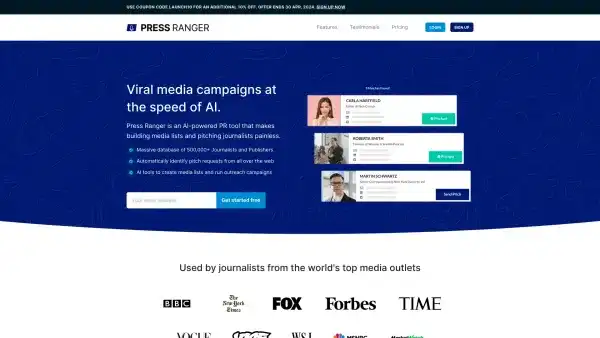 USE COUPON CODE LAUNCH10 FOR AN ADDITIONAL 10% OFF. OFFER ENDS 30 APR, 2024. SIGN UP NOW
PRESS RANGER
Features
Testimonials
Pricing
LOGIN
SIGN UP
Viral media campaigns at
the speed of AI.
Press Ranger is an AI-powered PR tool that makes
building media lists and pitching journalists painless.
Massive database of 500,000+ Journalists and Publishers
Automatically identify pitch requests from all over the web
AI tools to create media lists and run outreach campaigns
Get started free
CARLA HARFIELD
ROBERTA SMITH
MARTIN SCHWARTZ
Send Pitch
Used by journalists from the world's top media outlets
BBC
The
New York
Times
FOX
Forbes
TIME
VOGUE
VICE
WSJ
MSNBC
MarketWatch